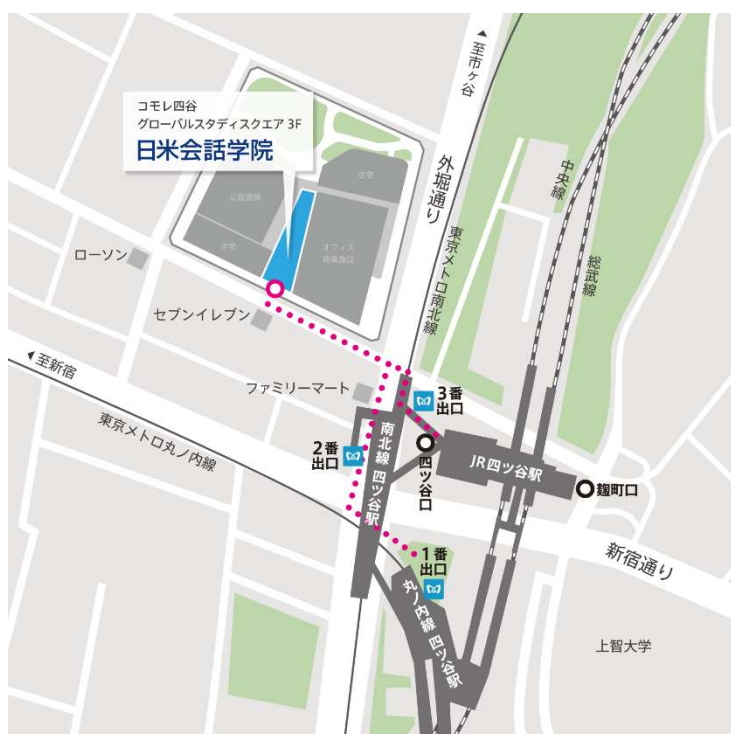 コモレ四谷
グローバルスタディスクエア 3F
日米会話学院
至市ヶ谷
外堀通り
東京メトロ南北線
中央線
総武線
公益施設
住宅
住宅
オフィス
商業施設
ローソン
セブンイレブン
ファミリーマート
至新宿
東京メトロ丸ノ内線
3番
出口
2番
出口
南北線 四ツ谷駅
四ツ谷口
JR四ツ谷駅
麹町口
1番
出口
丸ノ内線 四ツ谷駅
新宿通り
上智大学